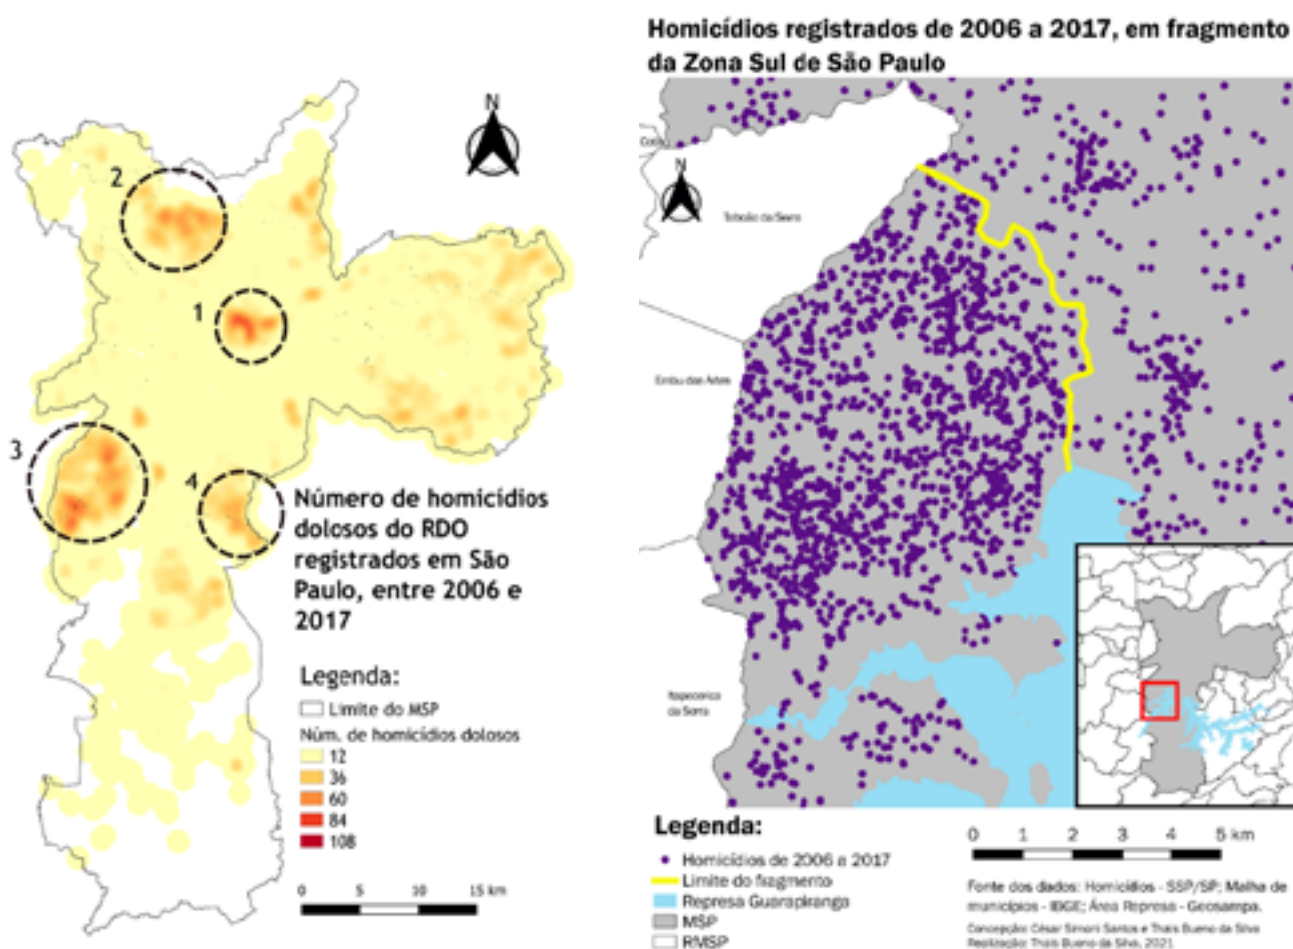 N
2
1
3
4
Número de homicídios
dolosos do RDO
registrados em São
Paulo, entre 2006 e
2017
Legenda:
Limite do MSP
Núm. de homicídios dolosos
12
36
60
84
108
0 5 10 15 km
Homicídios registrados de 2006 a 2017, em fragmento
da Zona Sul de São Paulo
N
Taboão da Serra
Embu das Artes
Itapecerica
da Serra
Legenda:
Homicídios de 2006 a 2017
Limite do fragmento
Represa Guarapiranga
MSP
RMSP
0 1 2 3 4 5 km
Fonte dos dados: Homicídios - SSP/SP; Malha de
municípios - IBGE; Área Represa - Geosampa.
Concepção: César Simoni Santos e Thais Bueno da Silva
Realização: Thais Bueno da Silva, 2021